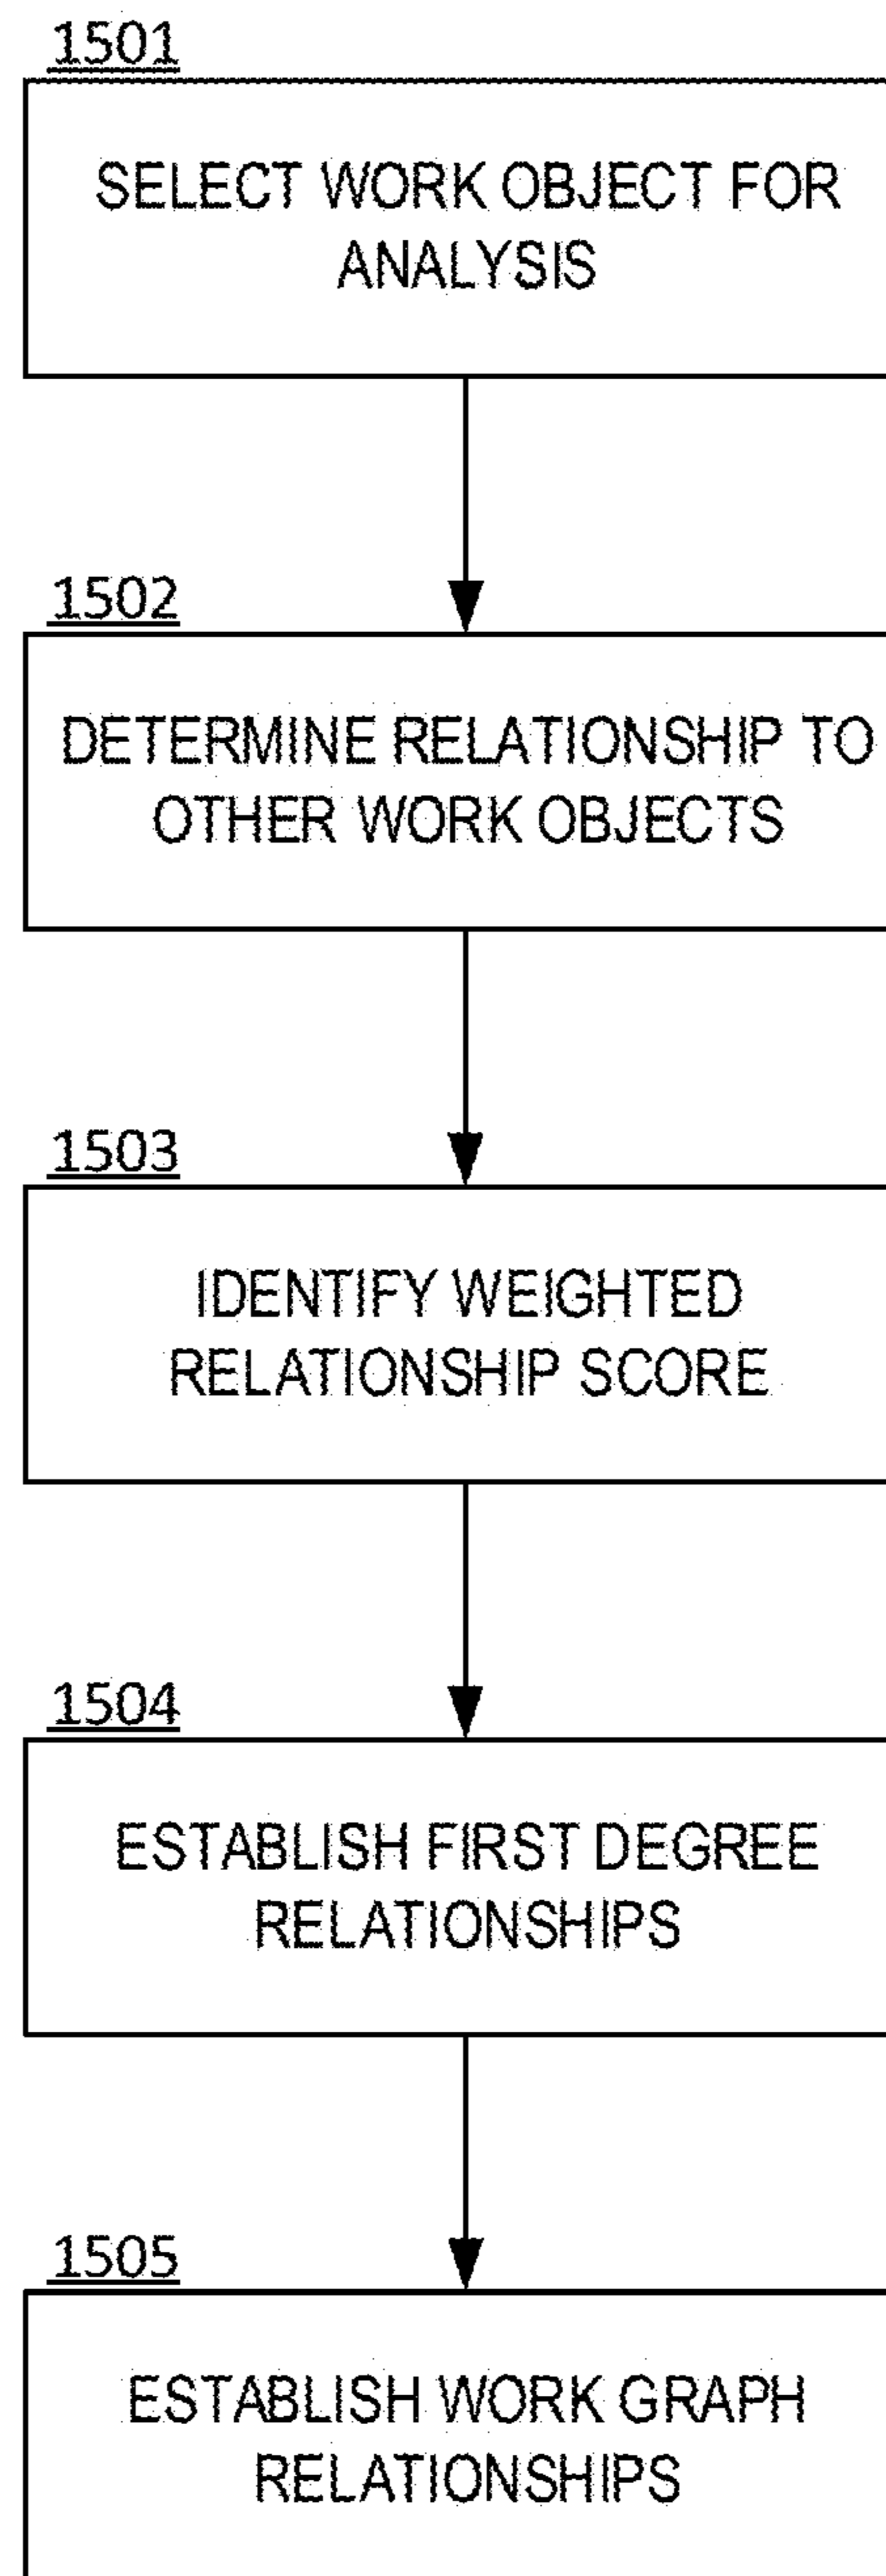 1501
SELECT WORK OBJECT FOR
ANALYSIS
1502
DETERMINE RELATIONSHIP TO
OTHER WORK OBJECTS
1503
IDENTIFY WEIGHTED
RELATIONSHIP SCORE
1504
ESTABLISH FIRST DEGREE
RELATIONSHIPS
1505
ESTABLISH WORK GRAPH
RELATIONSHIPS